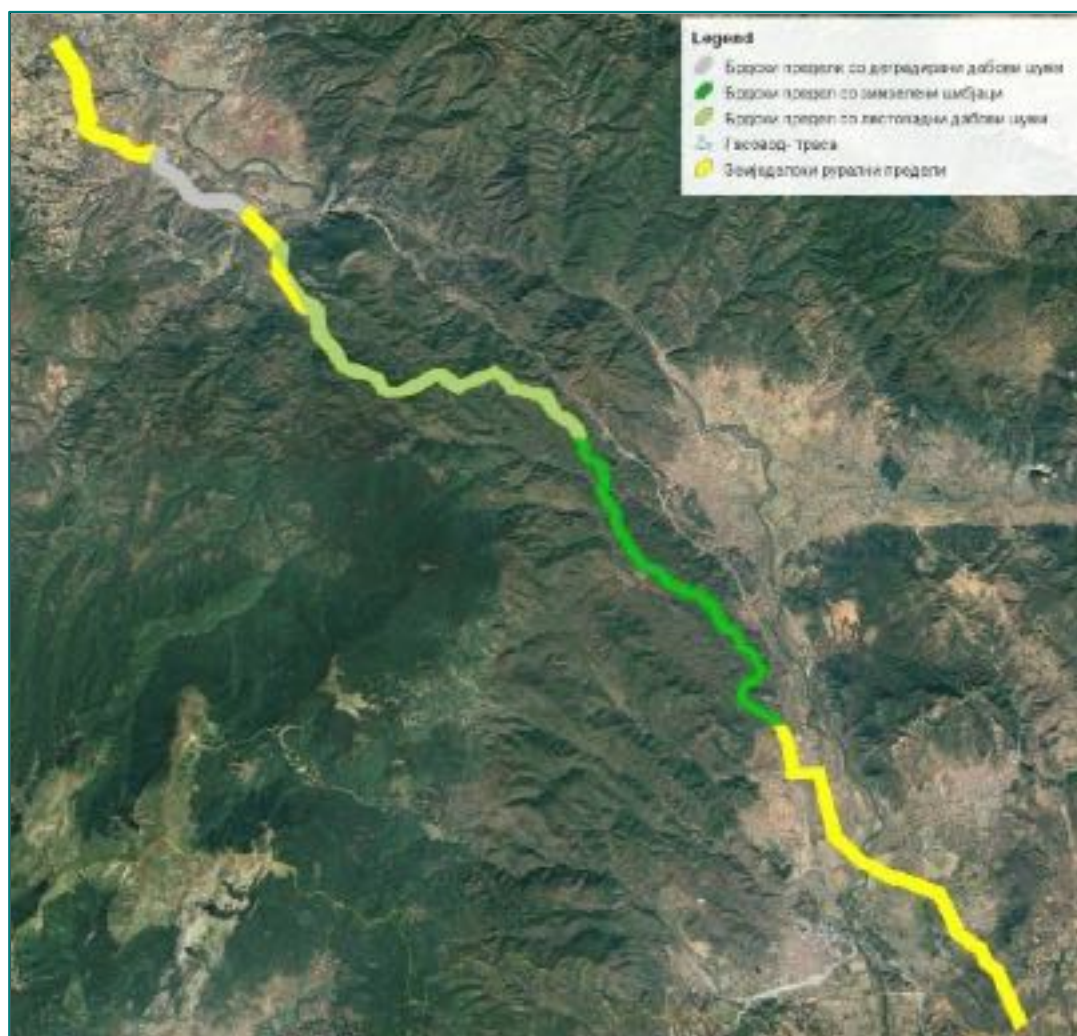 Legend
Брдски предели со деградирани дабови шуми
Брдски предел со зимзелени шибјаци
Брдски предел со листопадни дабови шуми
Гасовод- траса
Земјоделски рурални предели